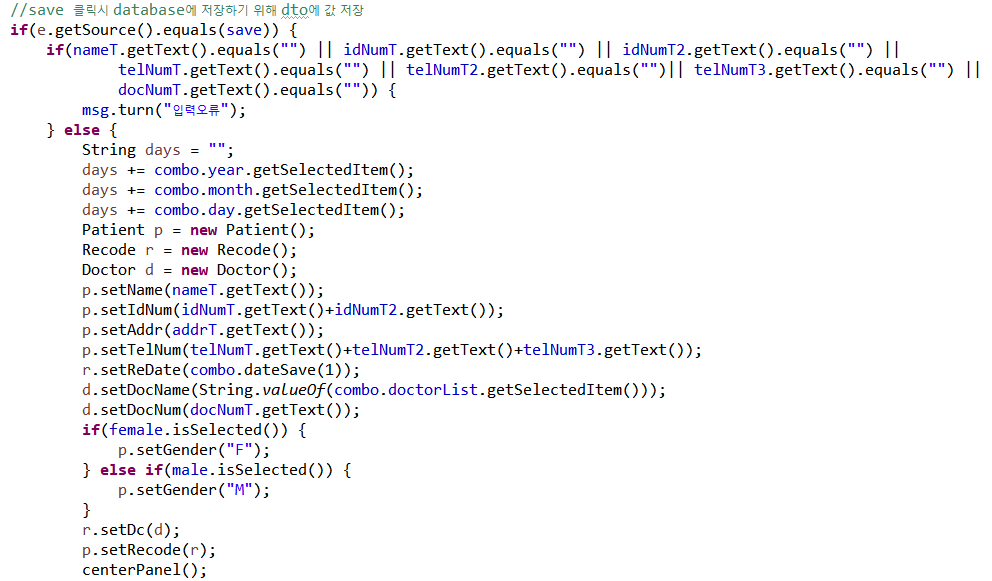 //save 클릭시 database에 저장하기 위해 dto에 값 저장
if(e.getSource().equals(save)) {
    if(nameT.getText().equals("") || idNumT.getText().equals("") || idNumT2.getText().equals("") ||
            telNumT.getText().equals("") || telNumT2.getText().equals("")|| telNumT3.getText().equals("") ||
            docNumT.getText().equals("")) {
        msg.turn("입력오류");
    } else {
        String days = "";
        days += combo.year.getSelectedItem();
        days += combo.month.getSelectedItem();
        days += combo.day.getSelectedItem();
        Patient p = new Patient();
        Recode r = new Recode();
        Doctor d = new Doctor();
        p.setName(nameT.getText());
        p.setIdNum(idNumT.getText()+idNumT2.getText());
        p.setAddr(addrT.getText());
        p.setTelNum(telNumT.getText()+telNumT2.getText()+telNumT3.getText());
        r.setReDate(combo.dateSave(1));
        d.setDocName(String.valueOf(combo.doctorList.getSelectedItem()));
        d.setDocNum(docNumT.getText());
        if(female.isSelected()) {
            p.setGender("F");
        } else if(male.isSelected()) {
            p.setGender("M");
        }
        r.setDc(d);
        p.setRecode(r);
        centerPanel();